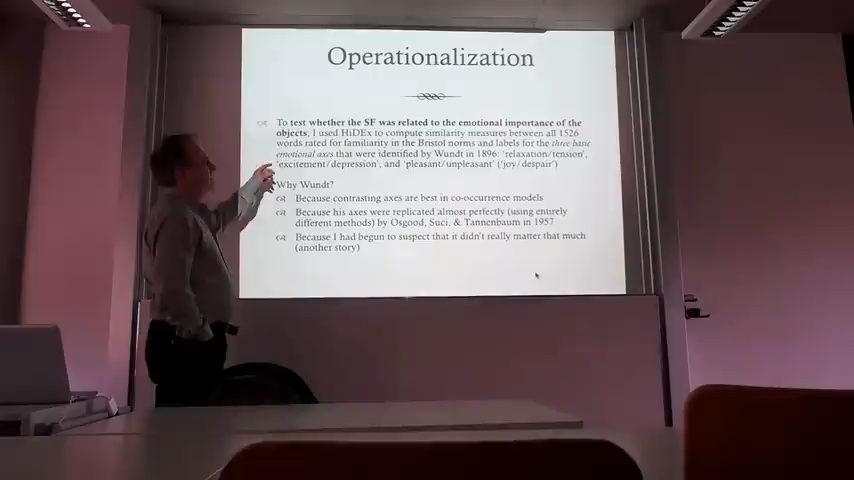 Operationalization
To test whether the SF was related to the emotional importance of the
objects, I used HiDEx to compute similarity measures between all 1526
words rated for familiarity in the Bristol norms and labels for the three basic
emotional axes that were identified by Wundt in 1896: 'relaxation/tension',
'excitement/depression', and 'pleasant/unpleasant' ('joy/despair')
Why Wundt?
Because contrasting axes are best in co-occurrence models
Because his axes were replicated almost perfectly (using entirely
different methods) by Osgood, Suci, & Tannenbaum in 1957
Because I had begun to suspect that it didn't really matter that much
(another story)